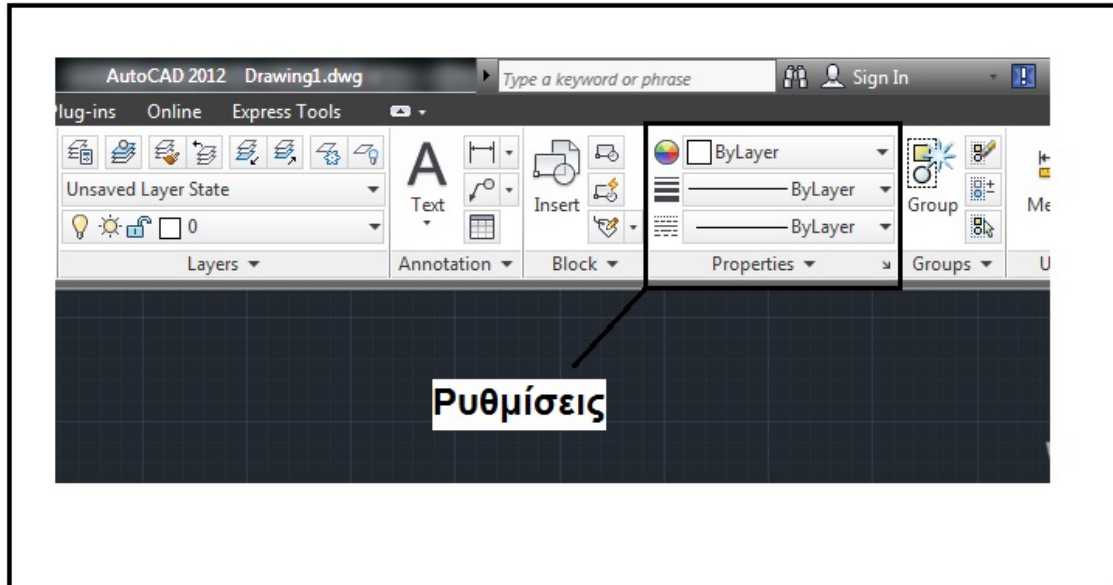 AutoCAD 2012 Drawing1.dwg Type a keyword or phrase Sign In
Plug-ins Online Express Tools
ByLayer
Unsaved Layer State ByLayer
Text Insert Group
0 ByLayer
Layers Annotation Block Properties Groups
Ρυθμίσεις